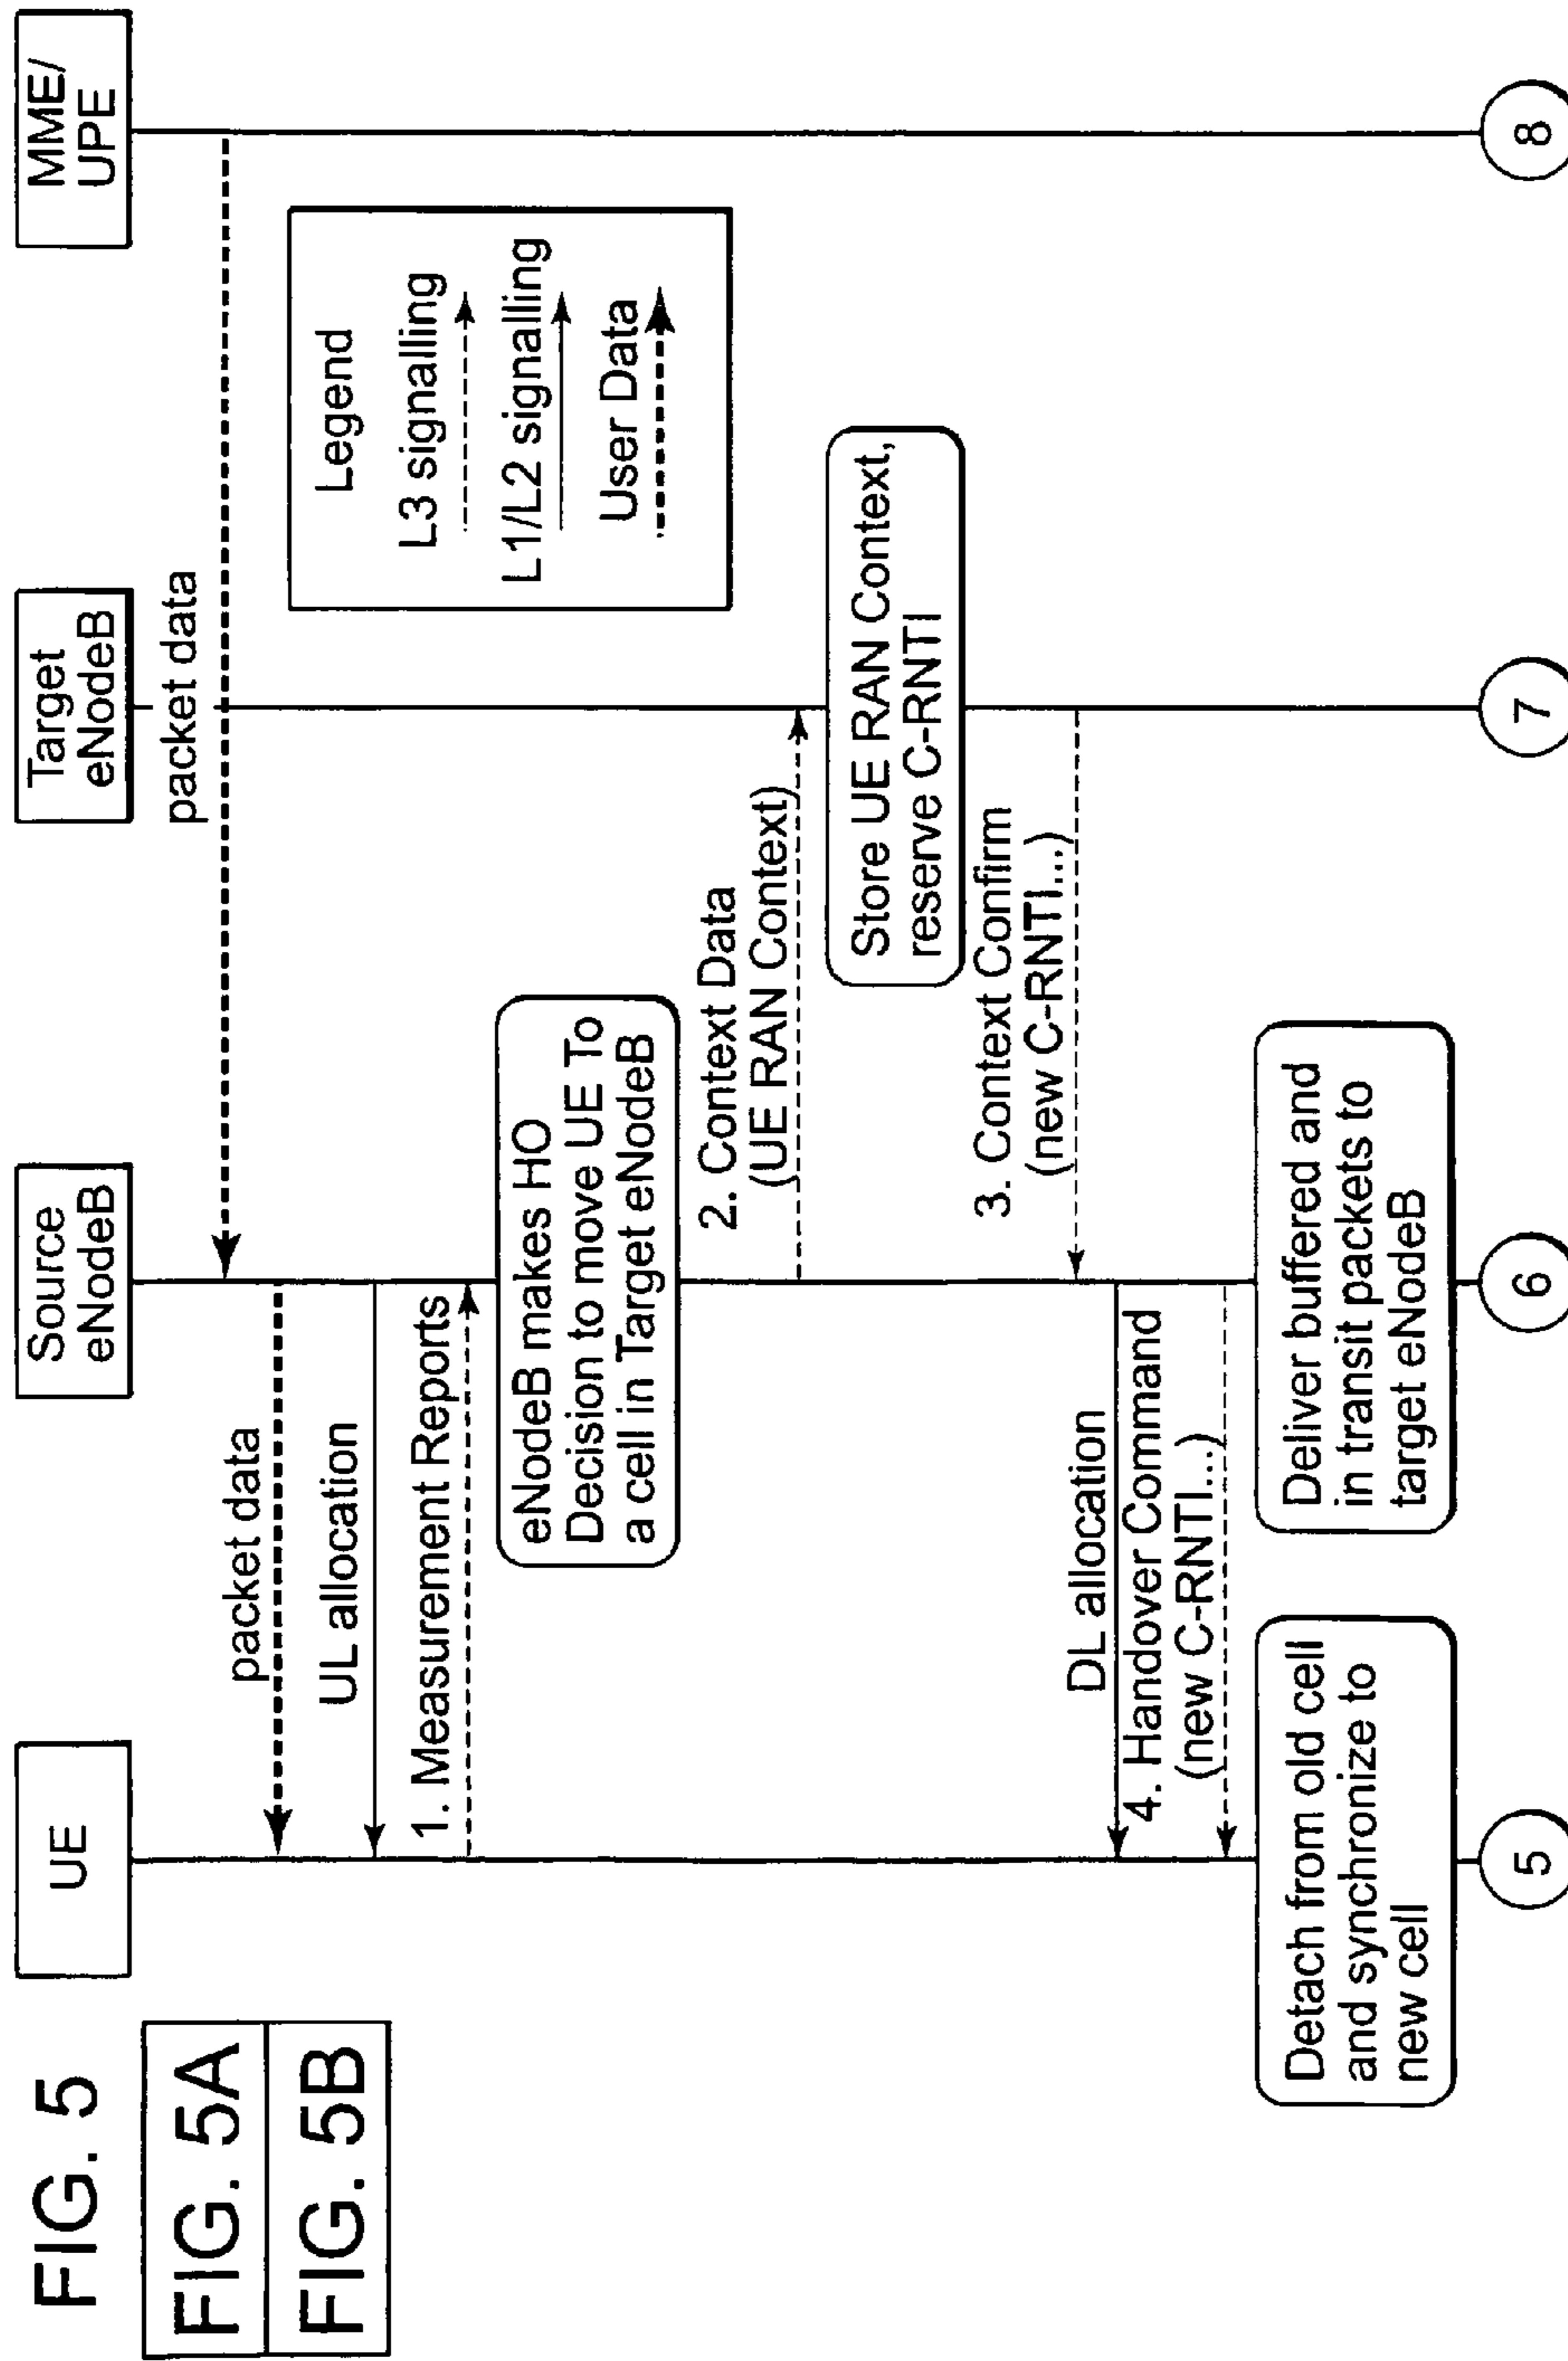 FIG. 5
FIG. 5A
FIG. 5B
UE
Source
eNodeB
Target
eNodeB
MME/
UPE
packet data
packet data
UL allocation
1. Measurement Reports
Legend
L3 signalling
L1/L2 signalling
User Data
eNodeB makes HO
Decision to move UE To
a cell in Target eNodeB
2. Context Data
(UE RAN Context)
Store UE RAN Context,
reserve C-RNTI
3. Context Confirm
(new C-RNTI...)
DL allocation
4. Handover Command
(new C-RNTI...)
Detach from old cell
and synchronize to
new cell
Deliver buffered and
in transit packets to
target eNodeB
5
6
7
8